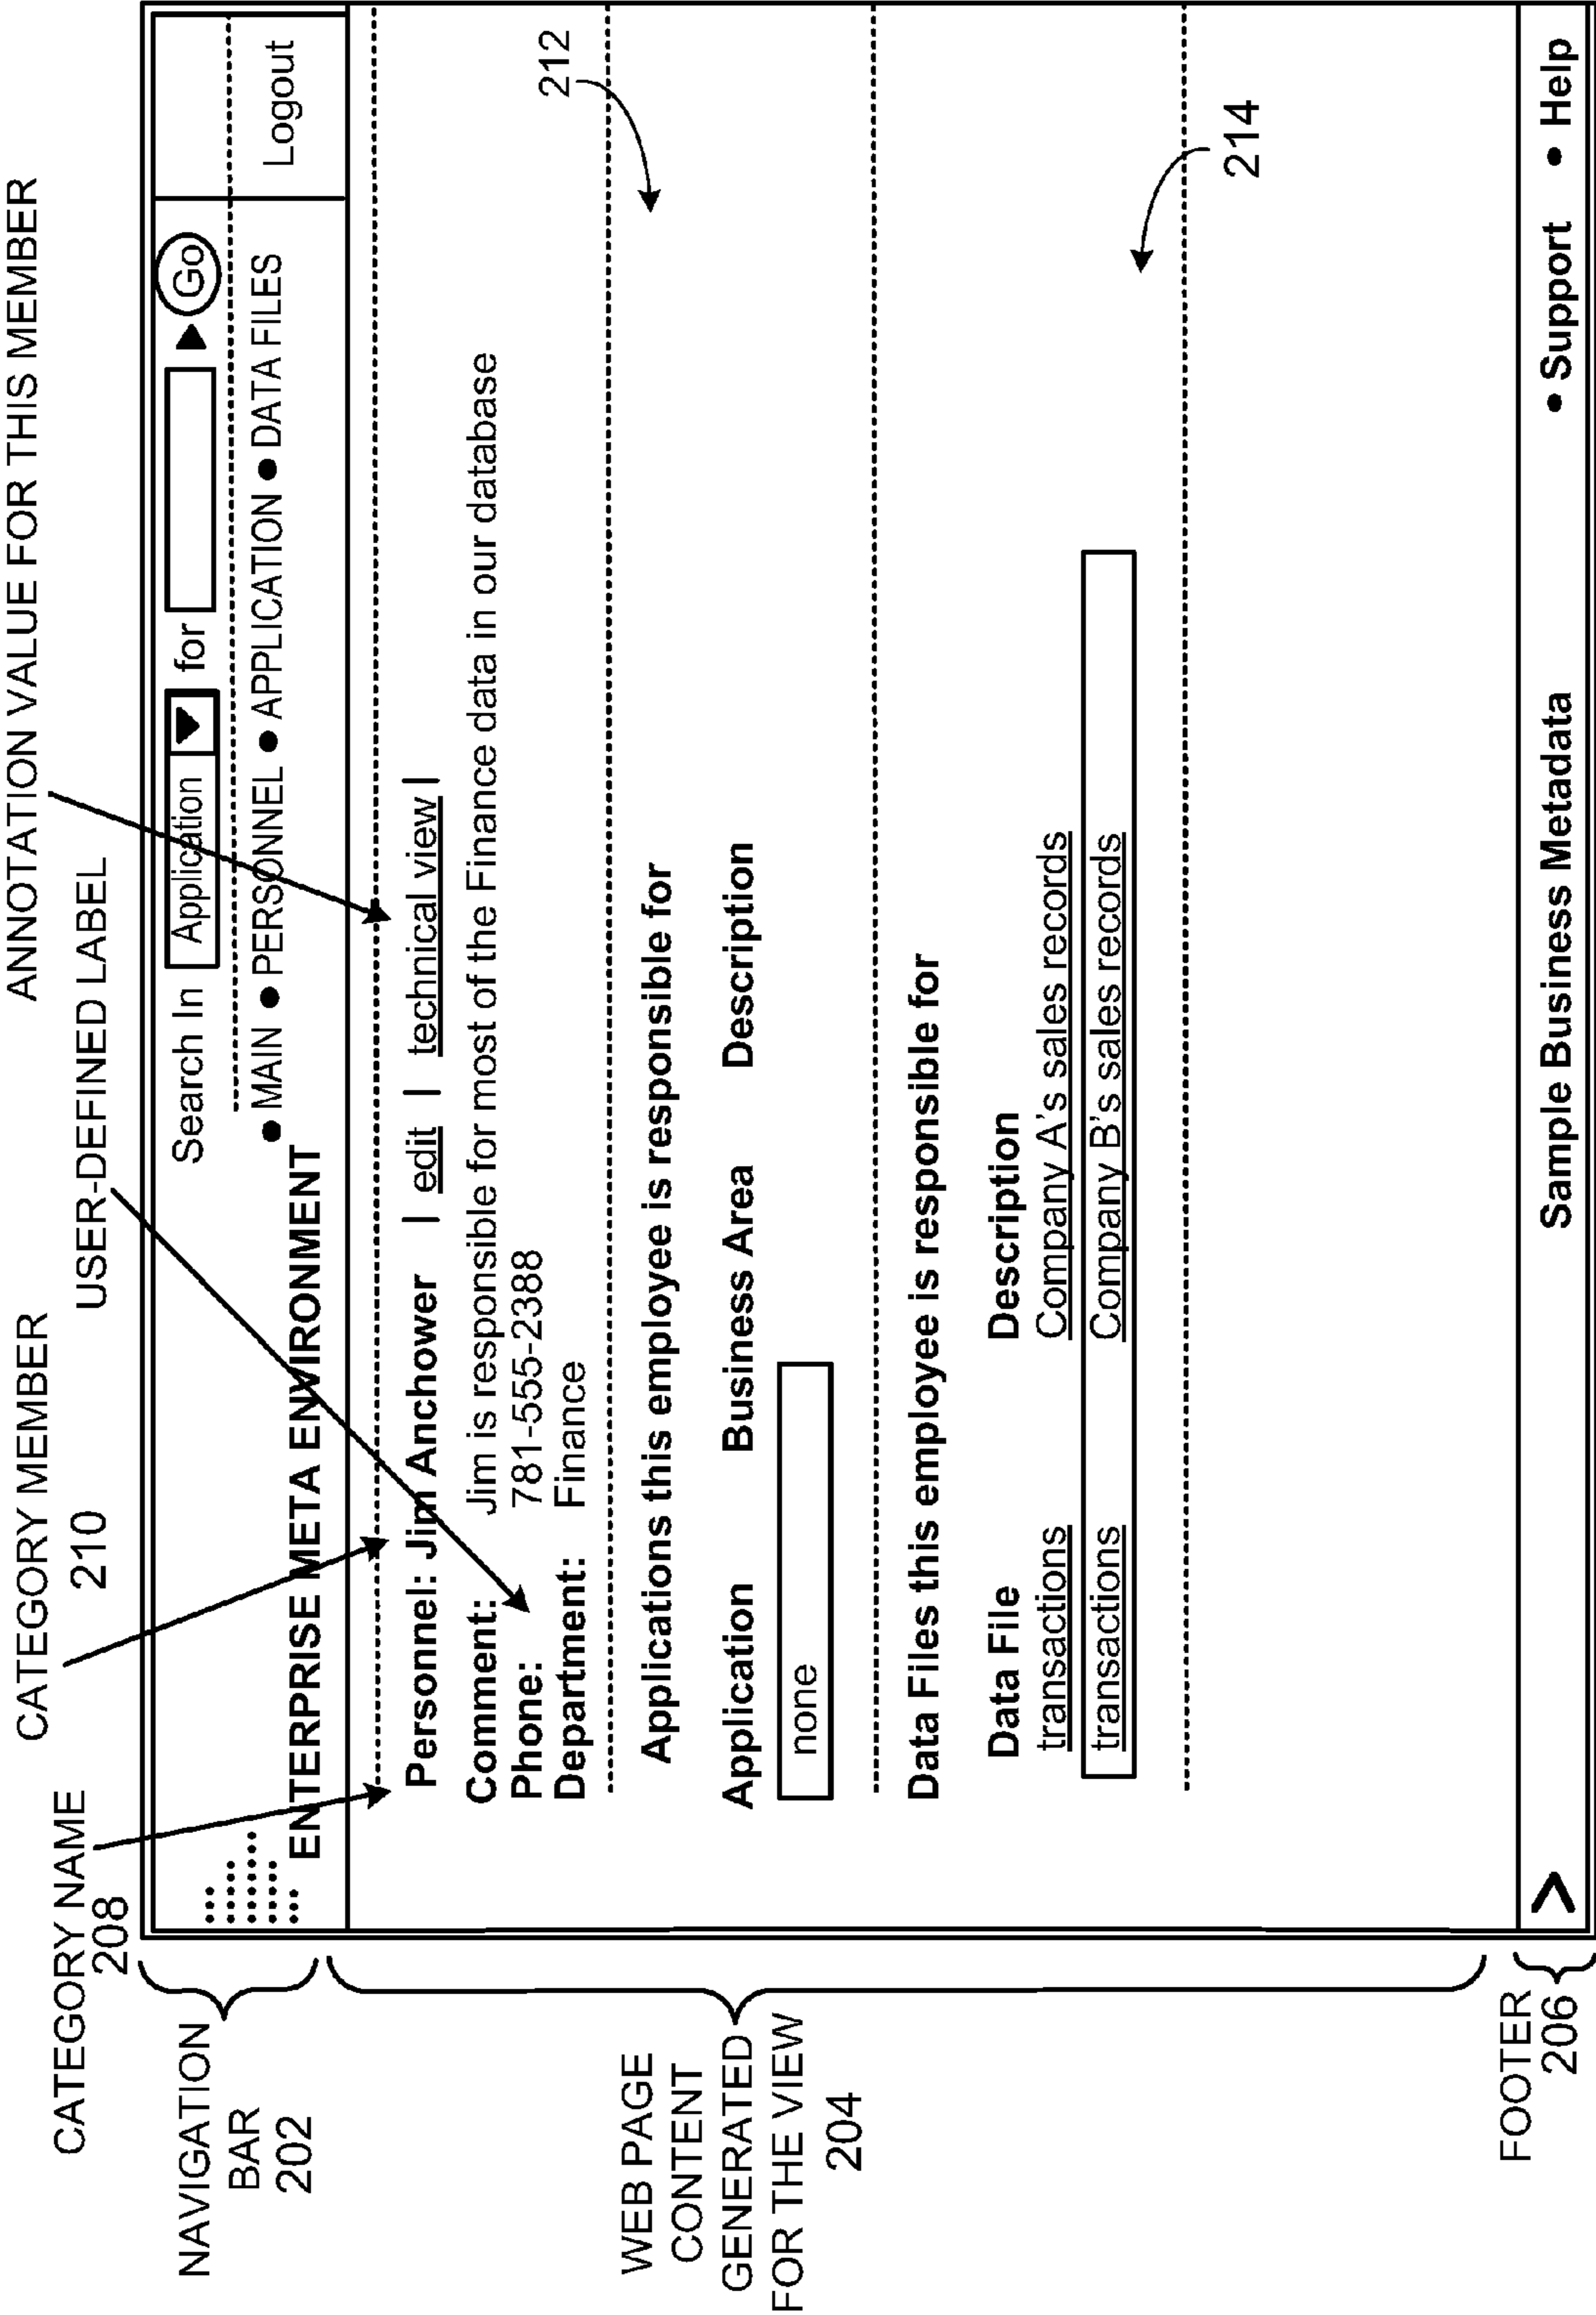 ANNOTATION VALUE FOR THIS MEMBER
CATEGORY MEMBER
210
USER-DEFINED LABEL
CATEGORY NAME
208
NAVIGATION
BAR
202
Search In Application for Go
ENTERPRISE META ENVIRONMENT
• MAIN • PERSONNEL • APPLICATION • DATA FILES
Logout
WEB PAGE
CONTENT
GENERATED
FOR THE VIEW
204
Personnel: Jim Anchower | edit | technical view |
Comment: Jim is responsible for most of the Finance data in our database
Phone: 781-555-2388
Department: Finance
212
Applications this employee is responsible for
Application Business Area Description
none
Data Files this employee is responsible for
Data File Description
transactions Company A's sales records
transactions Company B's sales records
214
FOOTER
206
> Sample Business Metadata • Support • Help